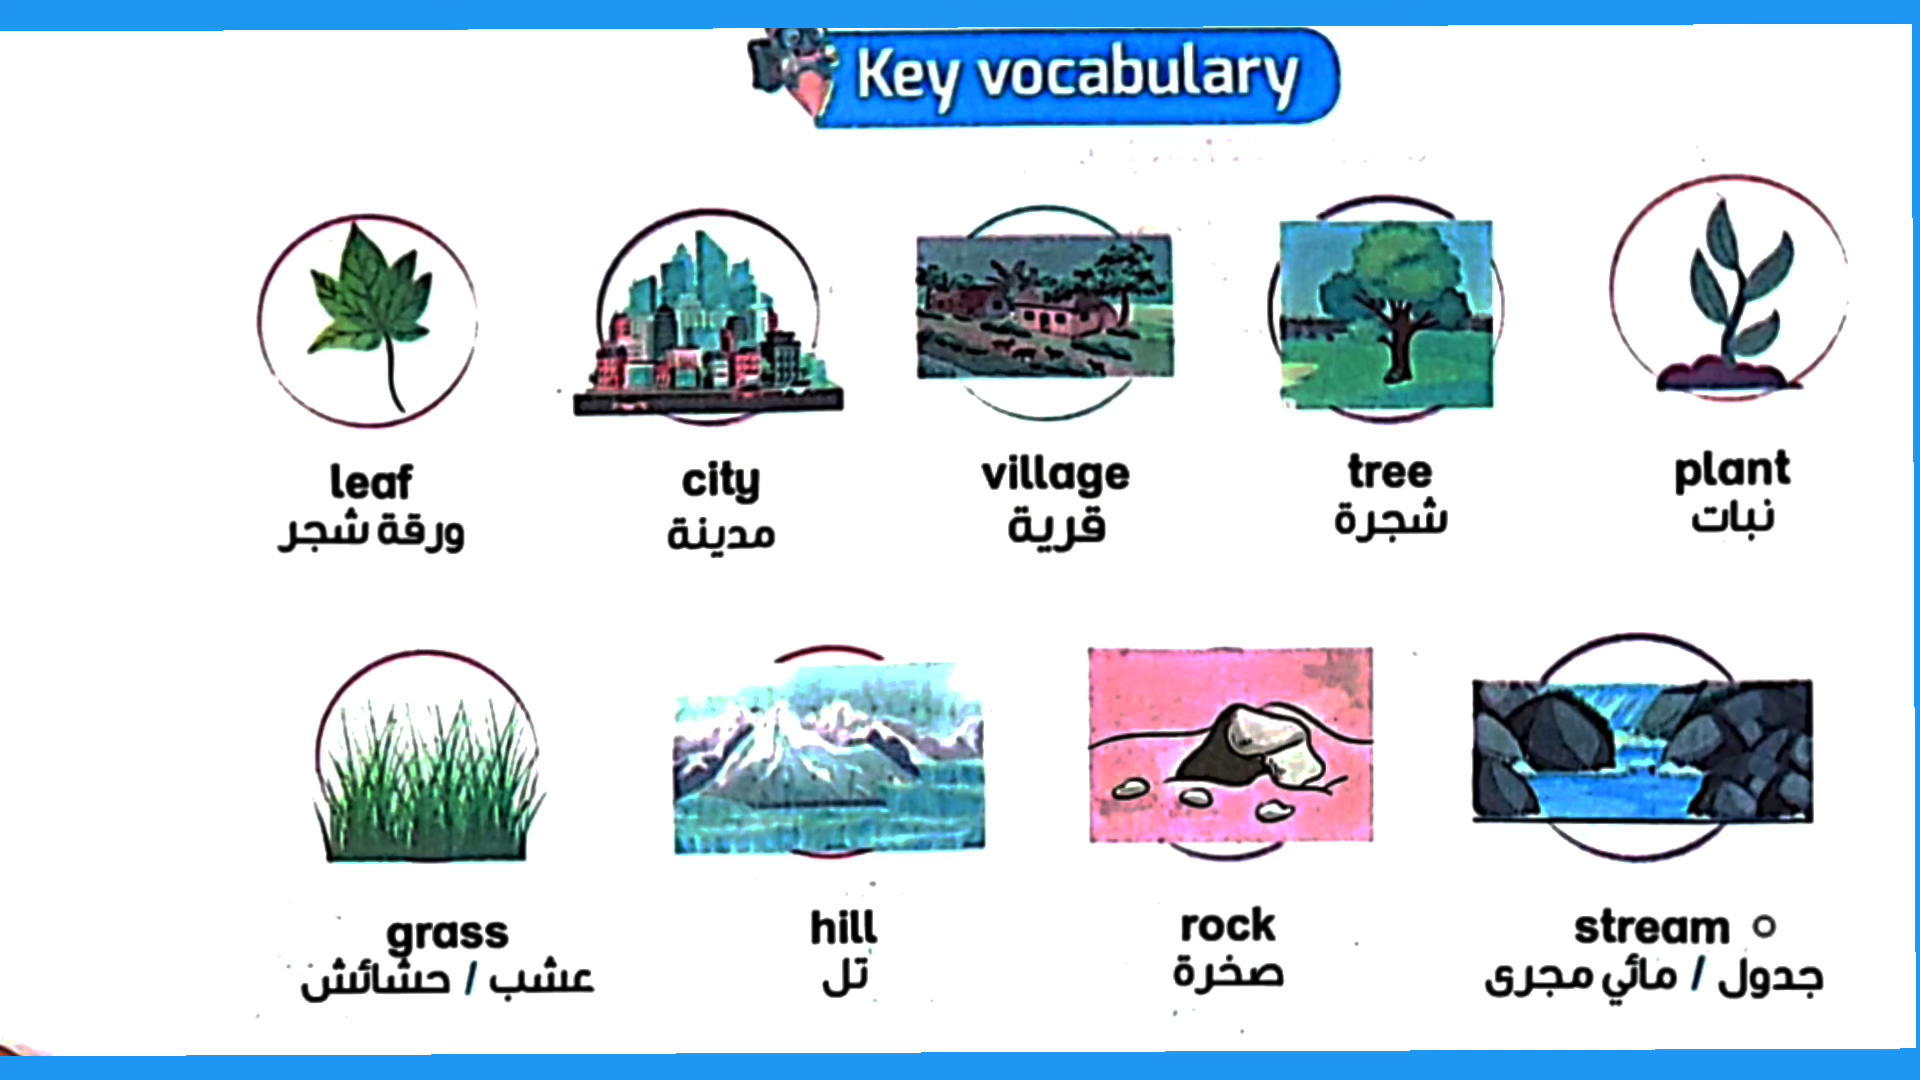 Key vocabulary
leaf
ورقة شجر
city
مدينة
village
قرية
tree
شجرة
plant
نبات
grass
عشب / حشائش
hill
تل
rock
صخرة
stream
جدول / مائي مجرى